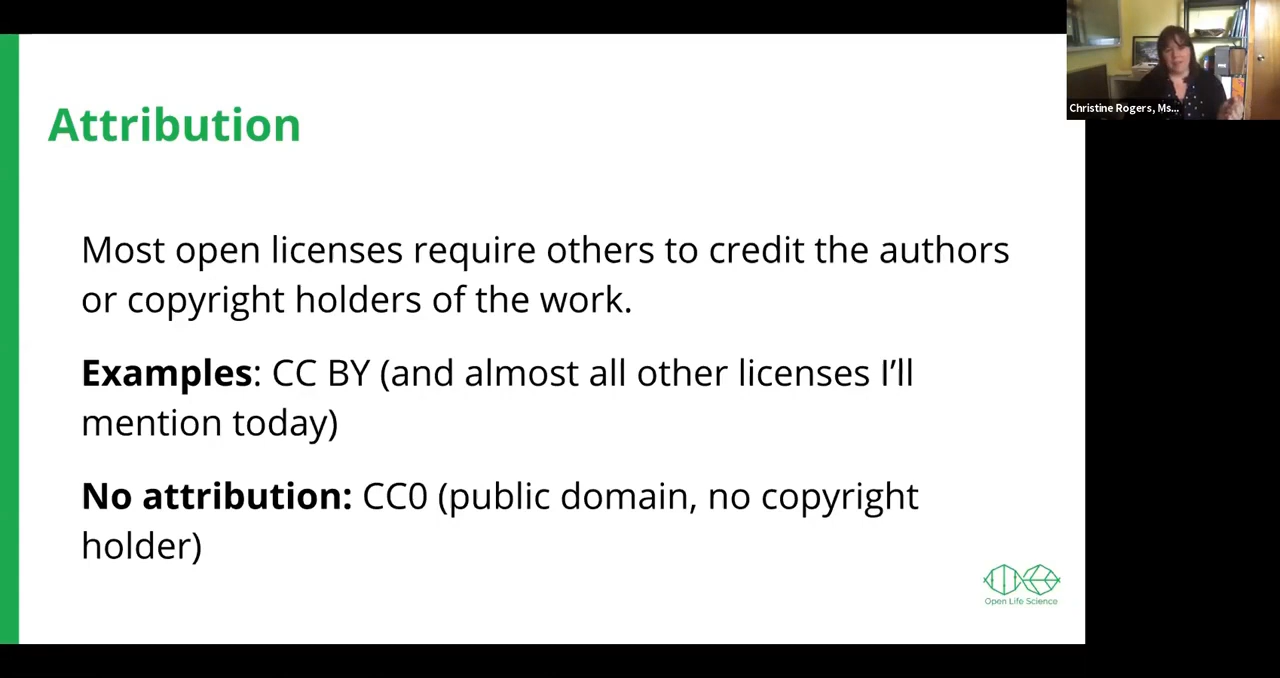 Christine Rogers, Ms...
Attribution
Most open licenses require others to credit the authors
or copyright holders of the work.
Examples: CC BY (and almost all other licenses I’ll
mention today)
No attribution: CC0 (public domain, no copyright
holder)
Open Life Science